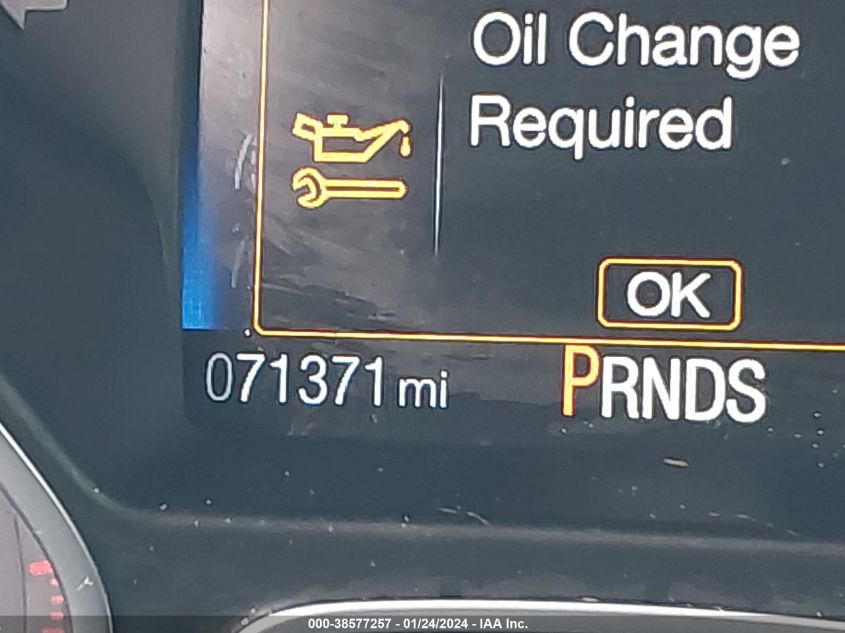 Oil Change
Required
OK
071371 mi
PRNDS
000-38577257 - 01/24/2024 - IAA Inc.